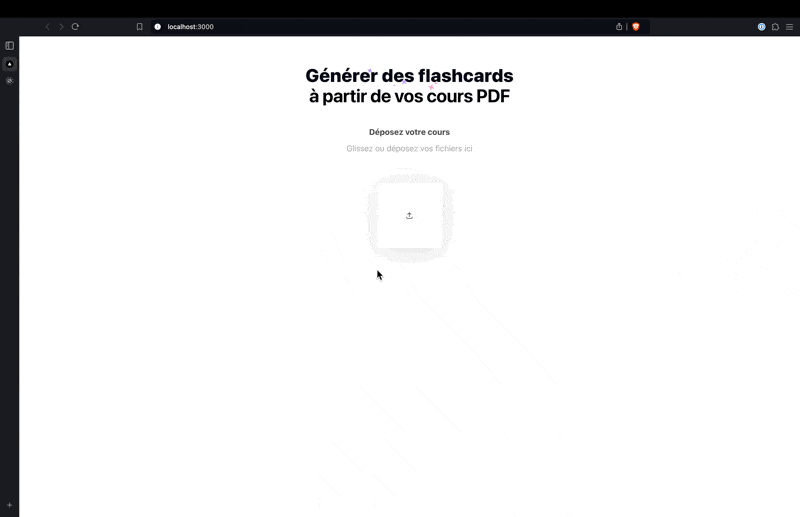 localhost:3000
Générer des flashcards
à partir de vos cours PDF
Déposez votre cours
Glissez ou déposez vos fichiers ici